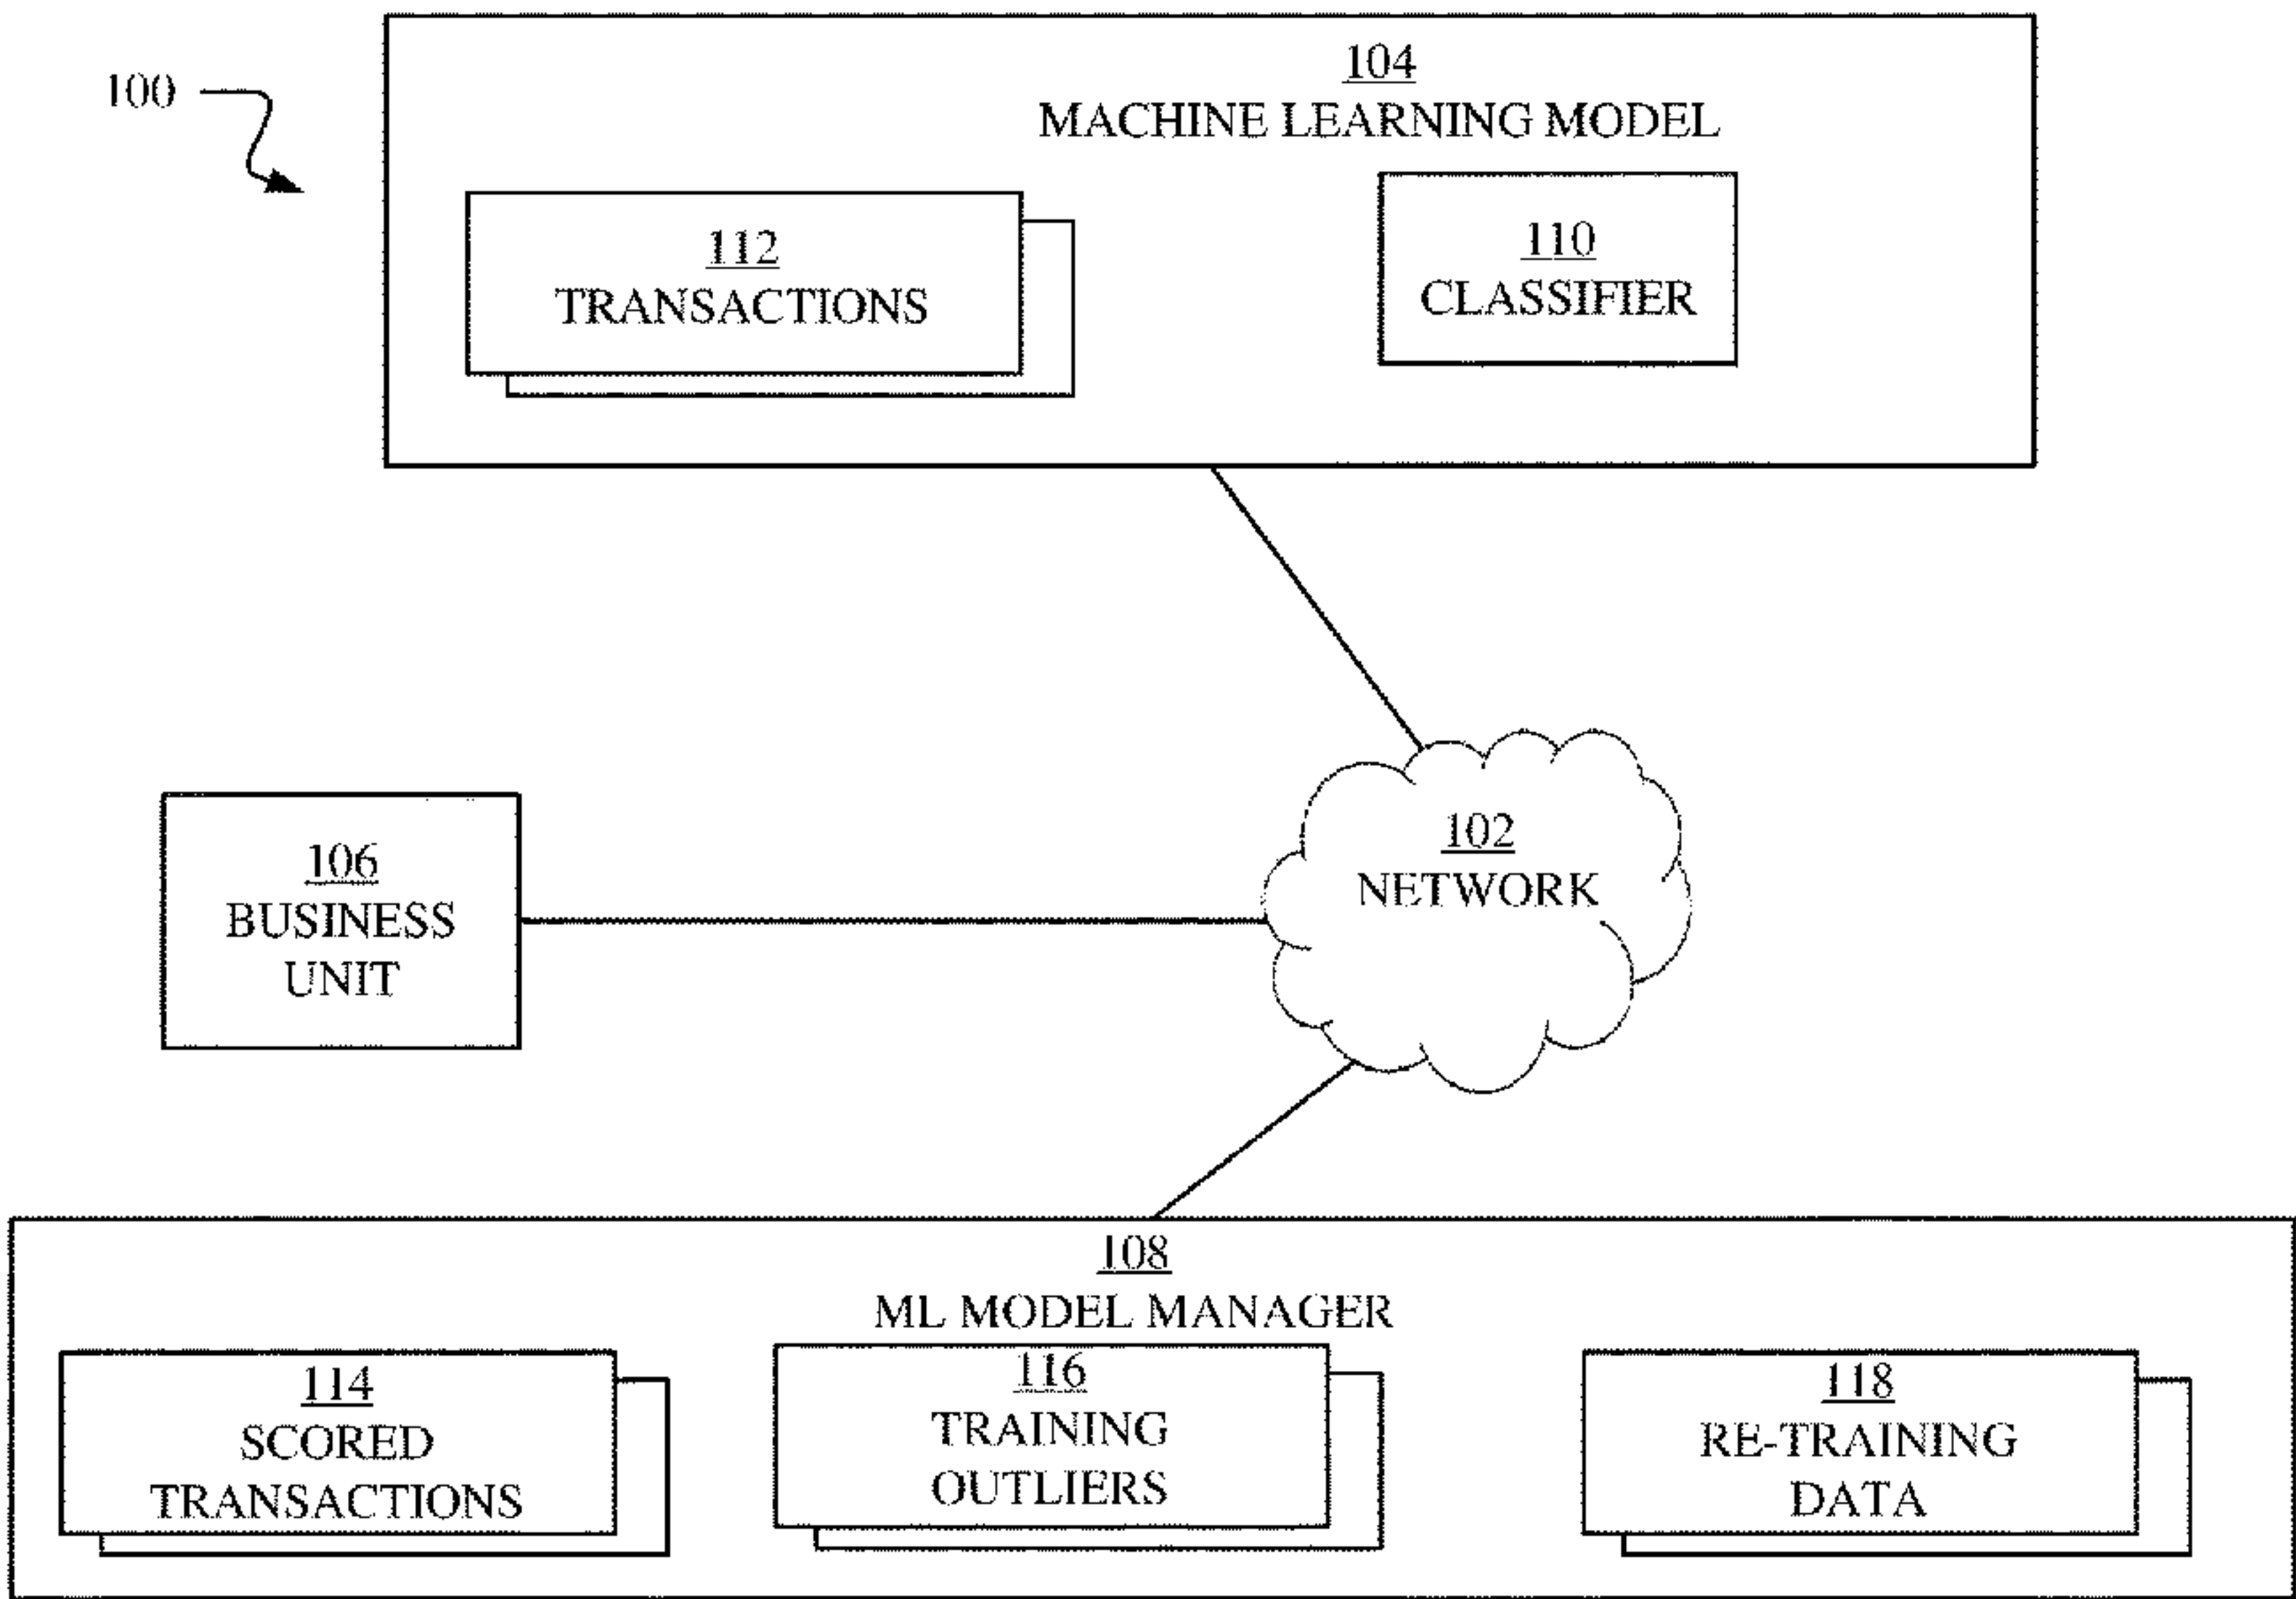 100
104
MACHINE LEARNING MODEL
112
TRANSACTIONS
110
CLASSIFIER
106
BUSINESS
UNIT
102
NETWORK
108
ML MODEL MANAGER
114
SCORED
TRANSACTIONS
116
TRAINING
OUTLIERS
118
RE-TRAINING
DATA